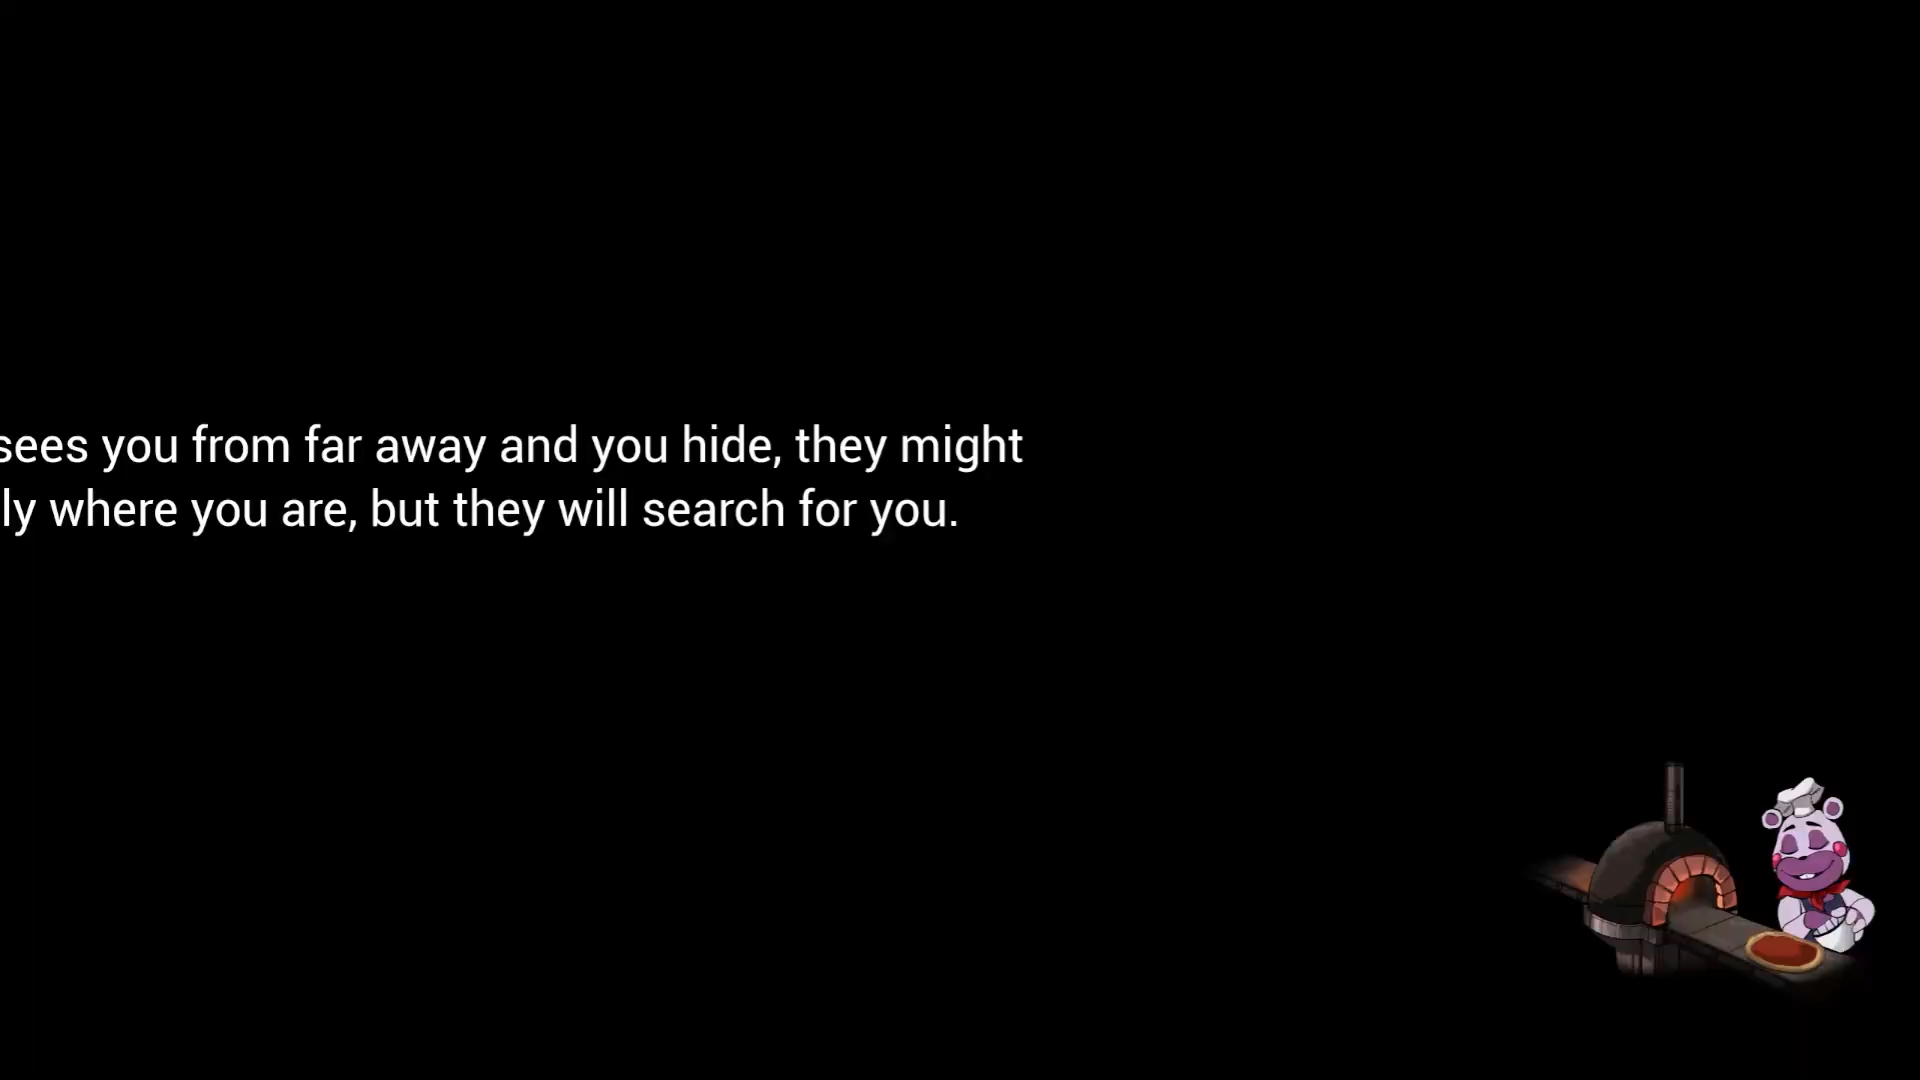 sees you from far away and you hide, they might
ly where you are, but they will search for you.